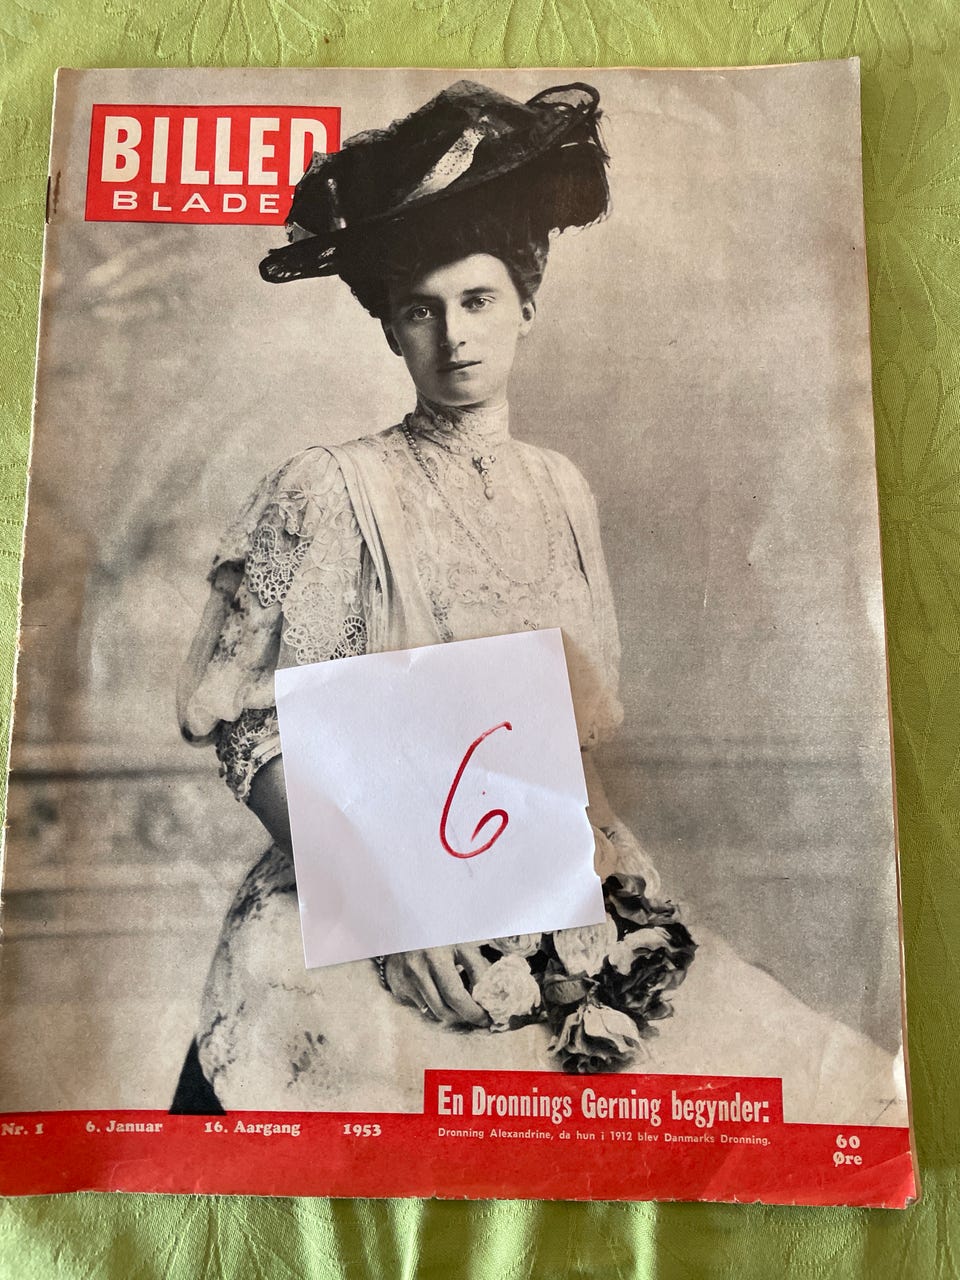 BILLED
BLADE
6
En Dronnings Gerning begynder:
Dronning Alexandrine, da hun i 1912 blev Danmarks Dronning.
Nr. 1 6. Januar 16. Aargang 1953
60
Øre